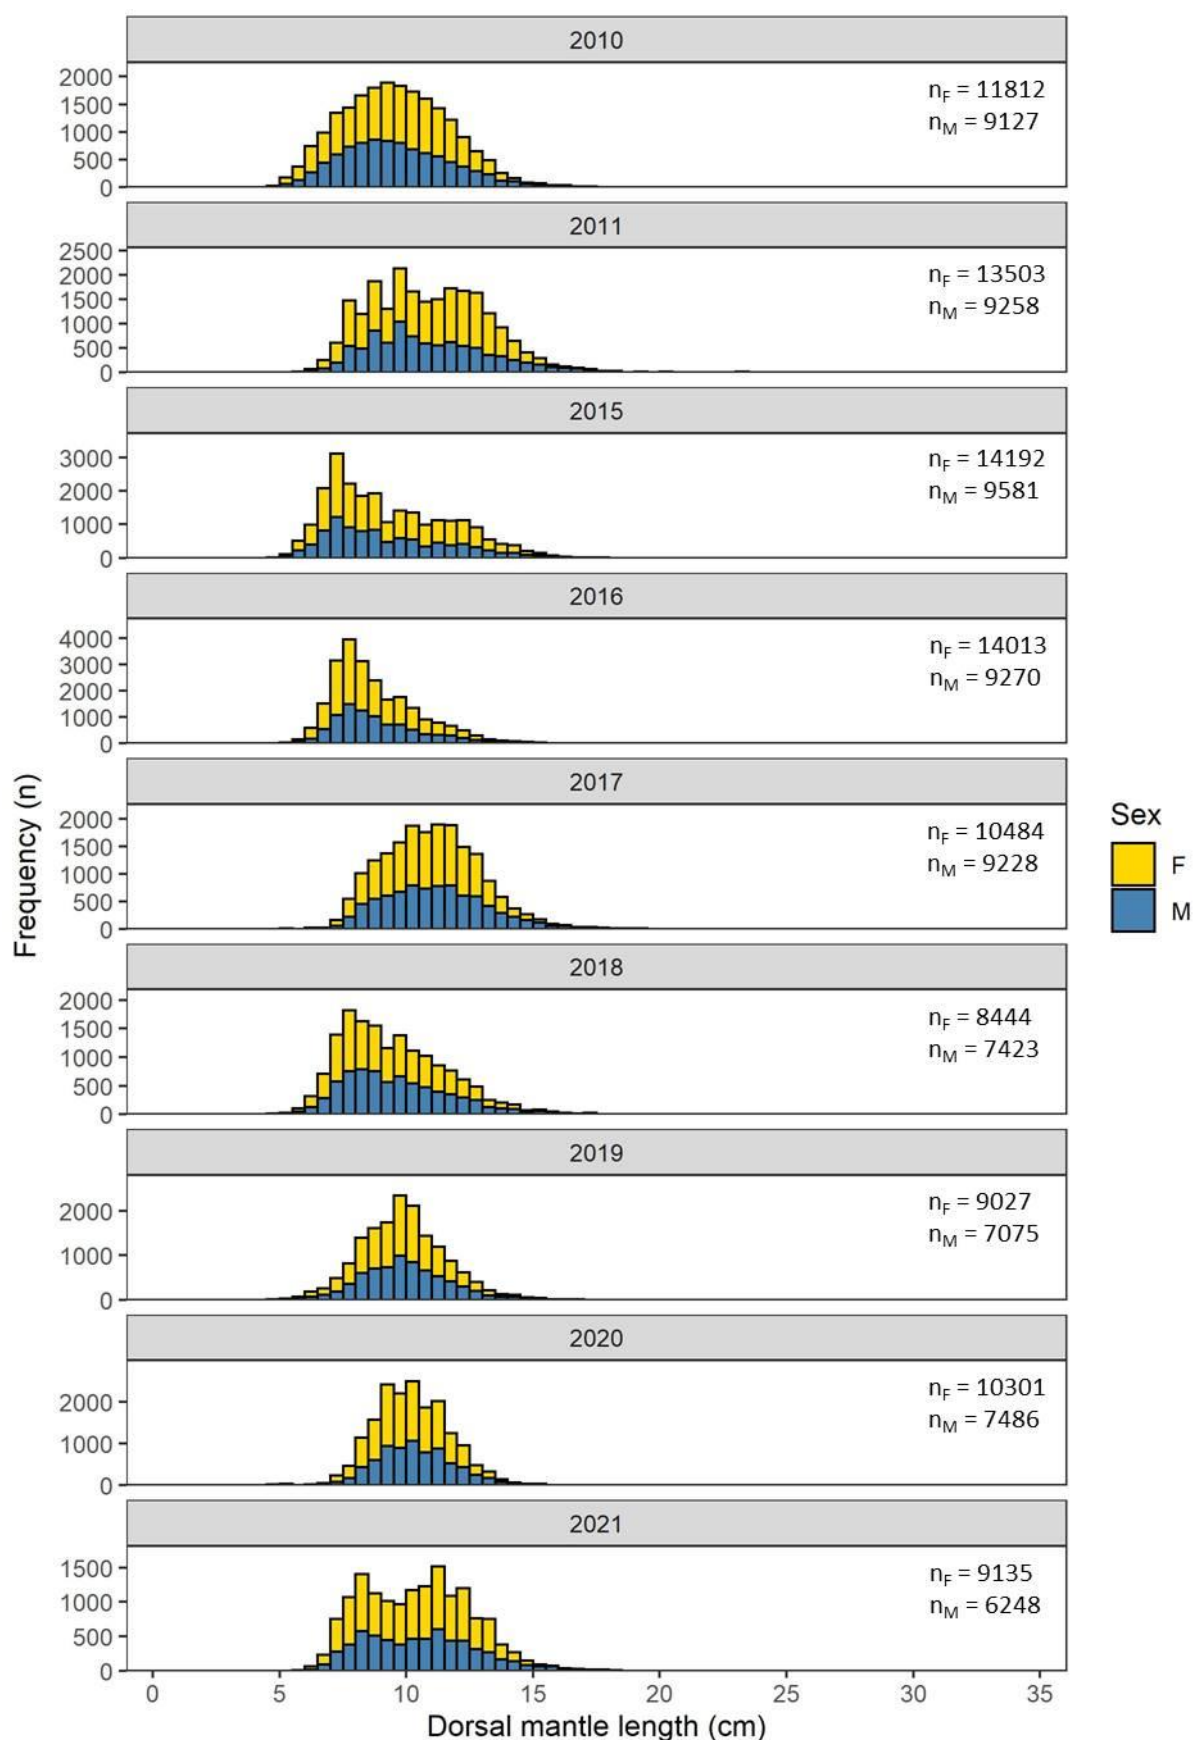 2010
2000
1500
1000
500
0
nF = 11812
nM = 9127
2011
2500
2000
1500
1000
500
0
nF = 13503
nM = 9258
2015
3000
2000
1000
0
nF = 14192
nM = 9581
2016
4000
3000
2000
1000
0
nF = 14013
nM = 9270
2017
2000
1500
1000
500
0
nF = 10484
nM = 9228
2018
2000
1500
1000
500
0
nF = 8444
nM = 7423
2019
2000
1000
0
nF = 9027
nM = 7075
2020
2000
1000
0
nF = 10301
nM = 7486
2021
1500
1000
500
0
nF = 9135
nM = 6248
0 5 10 15 20 25 30 35
Dorsal mantle length (cm)
Frequency (n)
Sex
F
M